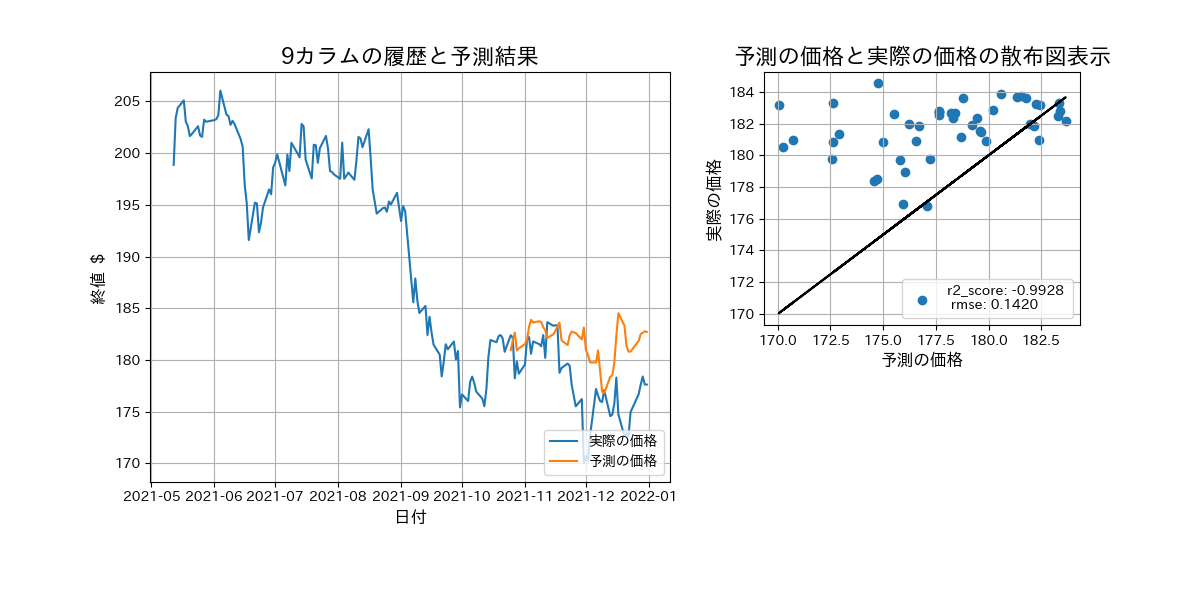 9カラムの履歴と予測結果
終値 $
205
200
195
190
185
180
175
170
2021-05 2021-06 2021-07 2021-08 2021-09 2021-10 2021-11 2021-12 2022-01
日付
実際の価格
予測の価格
予測の価格と実際の価格の散布図表示
実際の価格
184
182
180
178
176
174
172
170
170.0 172.5 175.0 177.5 180.0 182.5
予測の価格
r2_score: -0.9928
rmse: 0.1420